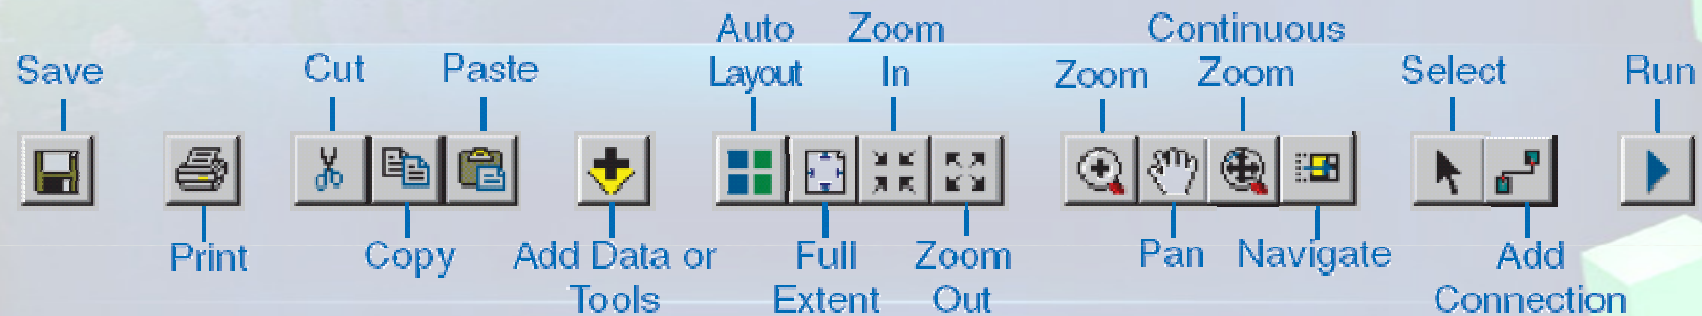 Save
Cut
Paste
Auto
Layout
Zoom
In
Zoom
Continuous
Zoom
Select
Run
Print
Copy
Add Data or
Tools
Full
Extent
Zoom
Out
Pan
Navigate
Add
Connection